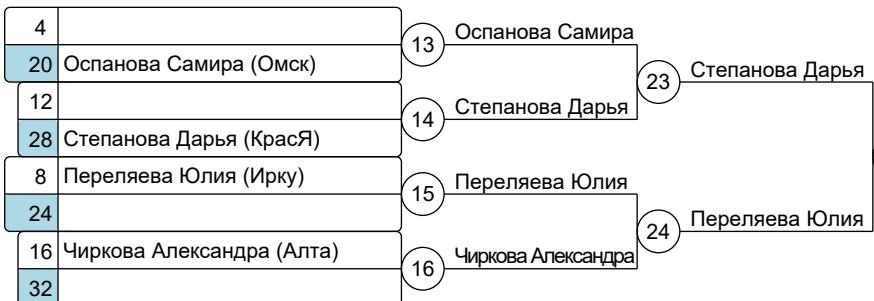 4
13 Оспанова Самира
20 Оспанова Самира (Омск)
23 Степанова Дарья
12
14 Степанова Дарья
28 Степанова Дарья (КрасЯ)
8 Переляева Юлия (Ирку)
15 Переляева Юлия
24
24 Переляева Юлия
16 Чиркова Александра (Алта)
16 Чиркова Александра
32